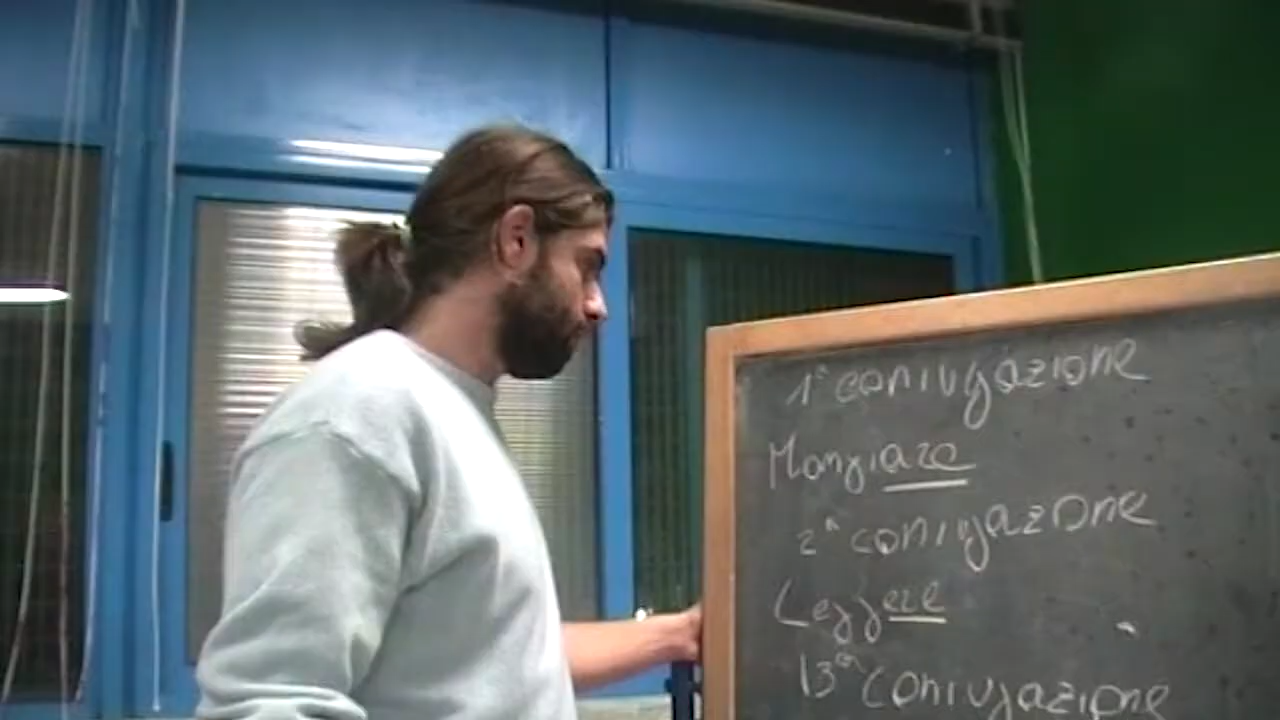 1ª coniugazione
Mangiare
2ª coniugazione
Leggere
13ª coniugazione